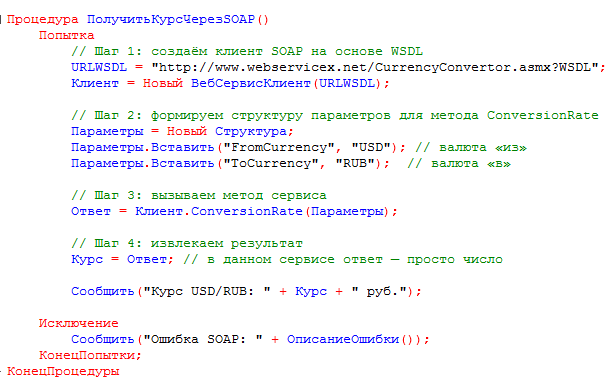 Процедура ПолучитьКурсЧерезSOAP()
Попытка
// Шаг 1: создаём клиент SOAP на основе WSDL
URLWSDL = "http://www.webservicex.net/CurrencyConvertor.asmx?WSDL";
Клиент = Новый ВебСервисКлиент(URLWSDL);
// Шаг 2: формируем структуру параметров для метода ConversionRate
Параметры = Новый Структура;
Параметры.Вставить("FromCurrency", "USD"); // валюта «из»
Параметры.Вставить("ToCurrency", "RUB");  // валюта «в»
// Шаг 3: вызываем метод сервиса
Ответ = Клиент.ConversionRate(Параметры);
// Шаг 4: извлекаем результат
Курс = Ответ; // в данном сервисе ответ — просто число
Сообщить("Курс USD/RUB: " + Курс + " руб.");
Исключение
Сообщить("Ошибка SOAP: " + ОписаниеОшибки());
КонецПопытки;
КонецПроцедуры